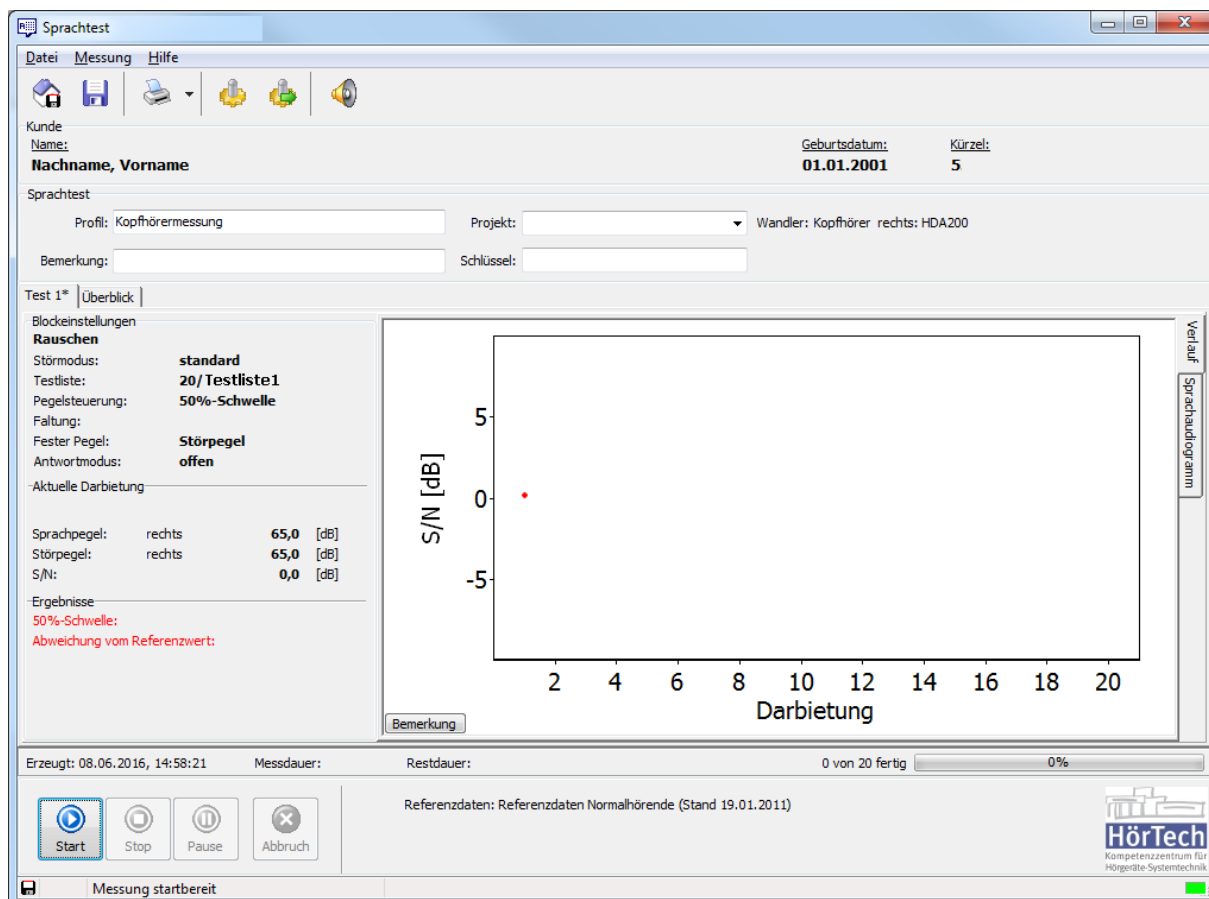 Sprachtest
Datei Messung Hilfe
Kunde
Name: Geburtsdatum: Kürzel:
Nachname, Vorname 01.01.2001 5
Sprachtest
Profil: Kopfhörermessung Projekt: Wandler: Kopfhörer rechts: HDA200
Bemerkung: Schlüssel:
Test 1* Überblick
Blockeinstellungen
Rauschen
Störmodus: standard
Testliste: 20/Testliste1
Pegelsteuerung: 50%-Schwelle
Faltung:
Fester Pegel: Störpegel
Antwortmodus: offen
Aktuelle Darbietung
Sprachpegel: rechts 65,0 [dB]
Störpegel: rechts 65,0 [dB]
S/N: 0,0 [dB]
Ergebnisse
50%-Schwelle:
Abweichung vom Referenzwert:
S/N [dB]
5
0
-5
2 4 6 8 10 12 14 16 18 20
Darbietung
Bemerkung
Verlauf
Sprachaudiogramm
Erzeugt: 08.06.2016, 14:58:21 Messdauer: Restdauer: 0 von 20 fertig 0%
Start Stop Pause Abbruch
Referenzdaten: Referenzdaten Normalhörende (Stand 19.01.2011)
HörTech
Kompetenzzentrum für
Hörgeräte-Systemtechnik
Messung startbereit